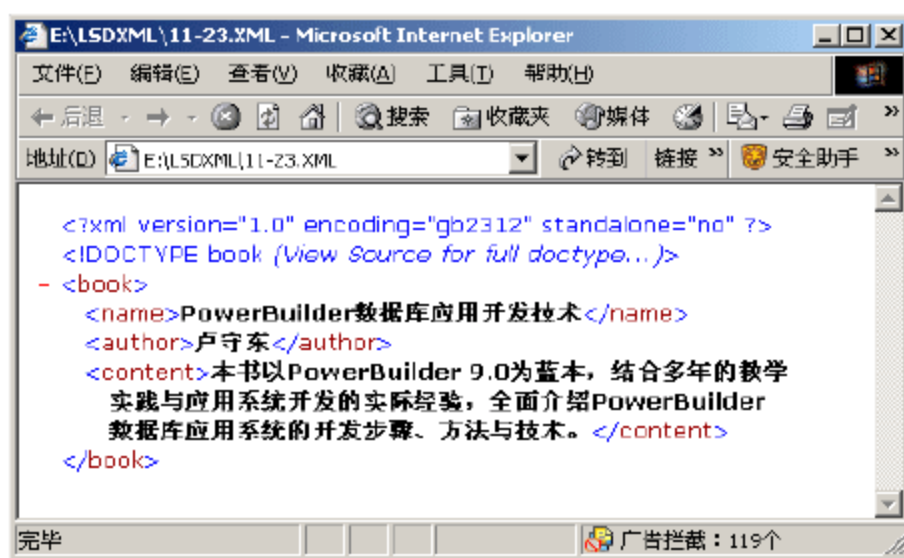 E:\LSDXML\11-23.XML - Microsoft Internet Explorer
文件(F) 编辑(E) 查看(V) 收藏(A) 工具(T) 帮助(H)
后退 搜索 收藏夹 媒体 »
地址(D) E:\LSDXML\11-23.XML 转到 链接 » 安全助手 »
<?xml version="1.0" encoding="gb2312" standalone="no" ?>
<!DOCTYPE book (View Source for full doctype...)>
- <book>
<name>PowerBuilder数据库应用开发技术</name>
<author>卢守东</author>
<content>本书以PowerBuilder 9.0为蓝本，结合多年的教学
实践与应用系统开发的实际经验，全面介绍PowerBuilder
数据库应用系统的开发步骤、方法与技术。</content>
</book>
完毕 广告拦截：119个